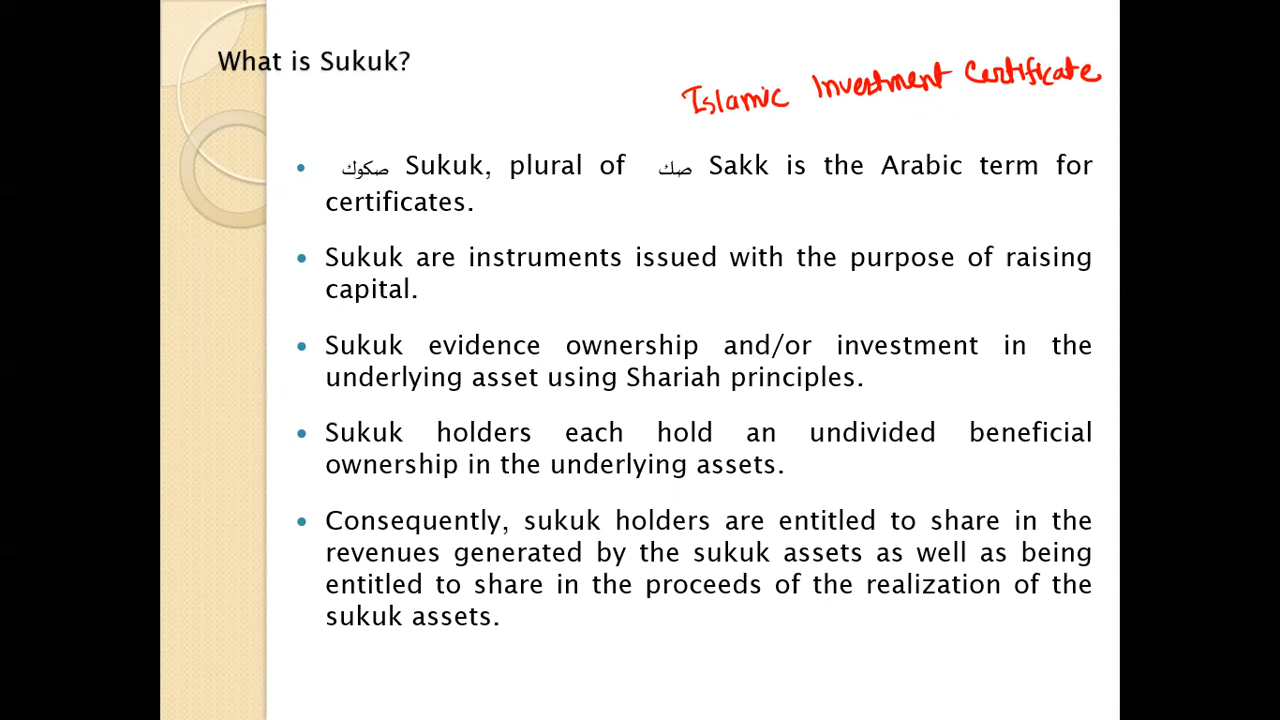 What is Sukuk?
Islamic Investment Certificate
• صكوك Sukuk, plural of صك Sakk is the Arabic term for
certificates.
• Sukuk are instruments issued with the purpose of raising
capital.
• Sukuk evidence ownership and/or investment in the
underlying asset using Shariah principles.
• Sukuk holders each hold an undivided beneficial
ownership in the underlying assets.
• Consequently, sukuk holders are entitled to share in the
revenues generated by the sukuk assets as well as being
entitled to share in the proceeds of the realization of the
sukuk assets.